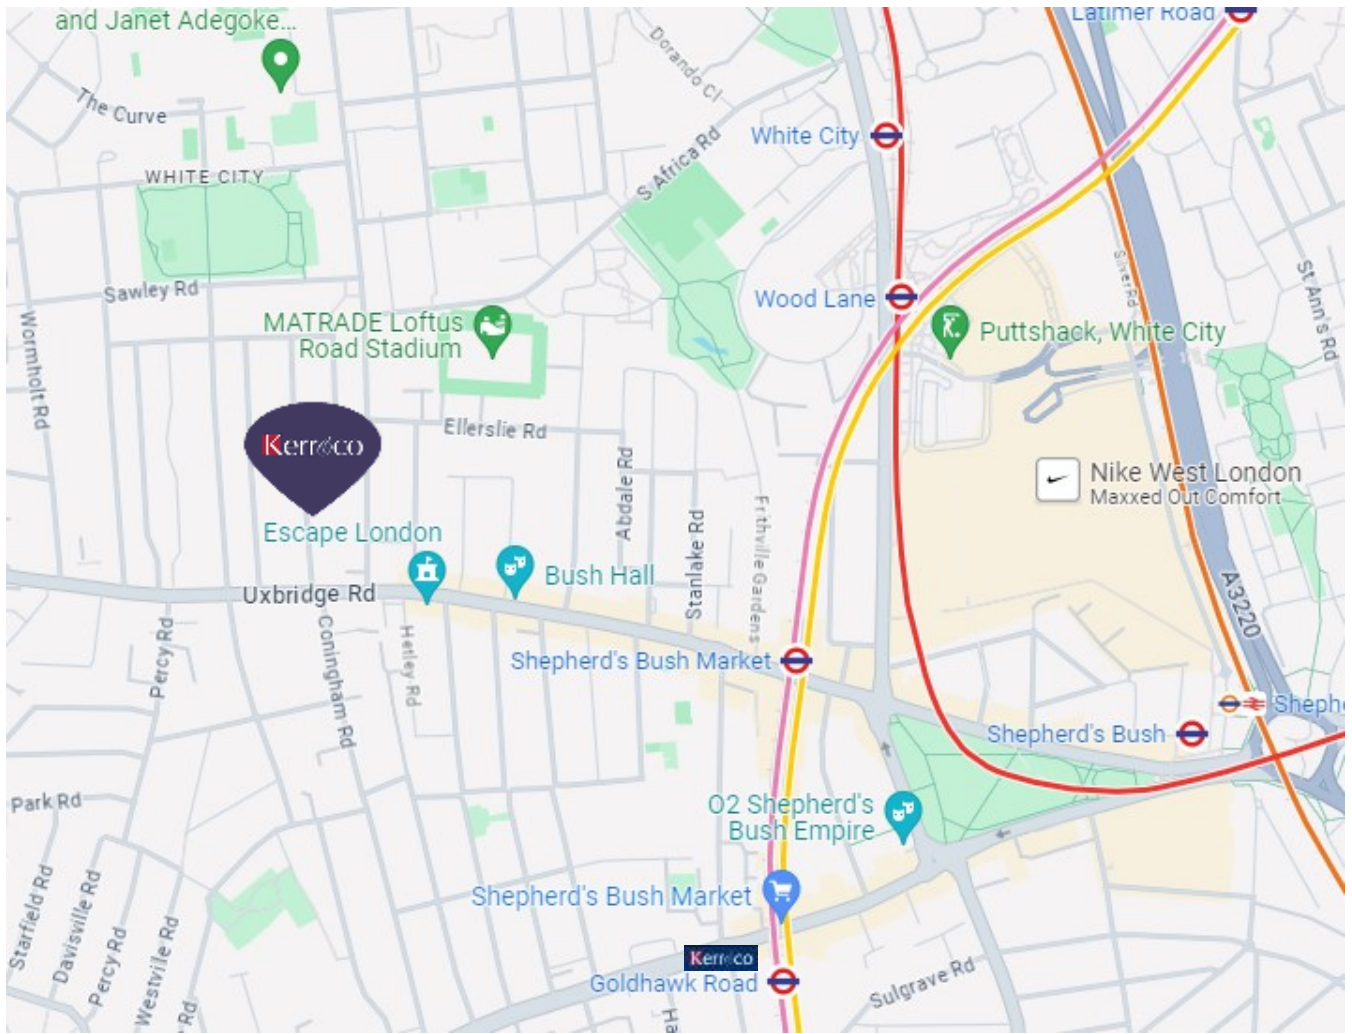 and Janet Adegoke...
Latimer Road
Dorando Cl
The Curve
White City
S Africa Rd
WHITE CITY
Silver Rd
St Ann's Rd
Sawley Rd
Wood Lane
Wormholt Rd
MATRADE Loftus
Road Stadium
Puttshack, White City
Ellerslie Rd
Kerr&co
Abdale Rd
Nike West London
Maxxed Out Comfort
Stanlake Rd
Frithville Gardens
Escape London
Bush Hall
Uxbridge Rd
A3220
Percy Rd
Coningham Rd
Hetley Rd
Shepherd's Bush Market
Shephe
Shepherd's Bush
Park Rd
O2 Shepherd's
Bush Empire
Starfield Rd
Davisville Rd
Percy Rd
Westville Rd
Shepherd's Bush Market
Kerr&co
Goldhawk Road
Sulgrave Rd
e Rd
Ha